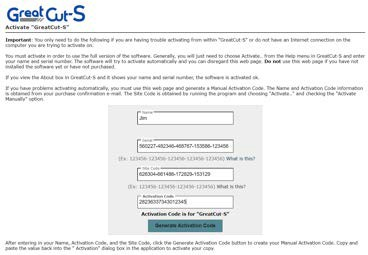 Great Cut-S
Activate "GreatCut-S"
Important: You only need to do the following if you are having trouble activating from within "GreatCut-S" or do not have an Internet connection on the
computer you are trying to activate on.
You must activate in order to use the full version of the software. Generally, you will just need to choose Activate.. from the Help menu in GreatCut-S and enter
your name and serial number. The software will try to activate automatically and you can disregard this web page. Do not use this web page if you have not
installed the software yet or have not purchased.
If you view the About box in GreatCut-S and it shows your name and serial number, the software is activated ok.
If you have problems activating automatically, you must use this web page and generate a Manual Activation Code. The Name and Activation Code information
is obtained from your purchase confirmation e-mail. The Site Code is obtained by running the program and choosing "Activate..." and checking the "Activate
Manually" option.
Name
Jim
Serial
560227-482346-468767-153586-123456
(Ex: 123456-123456-123456-123456-123456) What is this?
Site Code
626304-661486-172829-153129
(Ex: 123456-123456-123456-123456) What is this?
Activation Code
28236337343012345
Activation Code is for "GreatCut-S"
Generate Activation Code
After entering in your Name, Activation Code, and the Site Code, click the Generate Activation Code button to create your Manual Activation Code. Copy and
paste the value back into the " Activation" dialog box in the application to activate your copy.